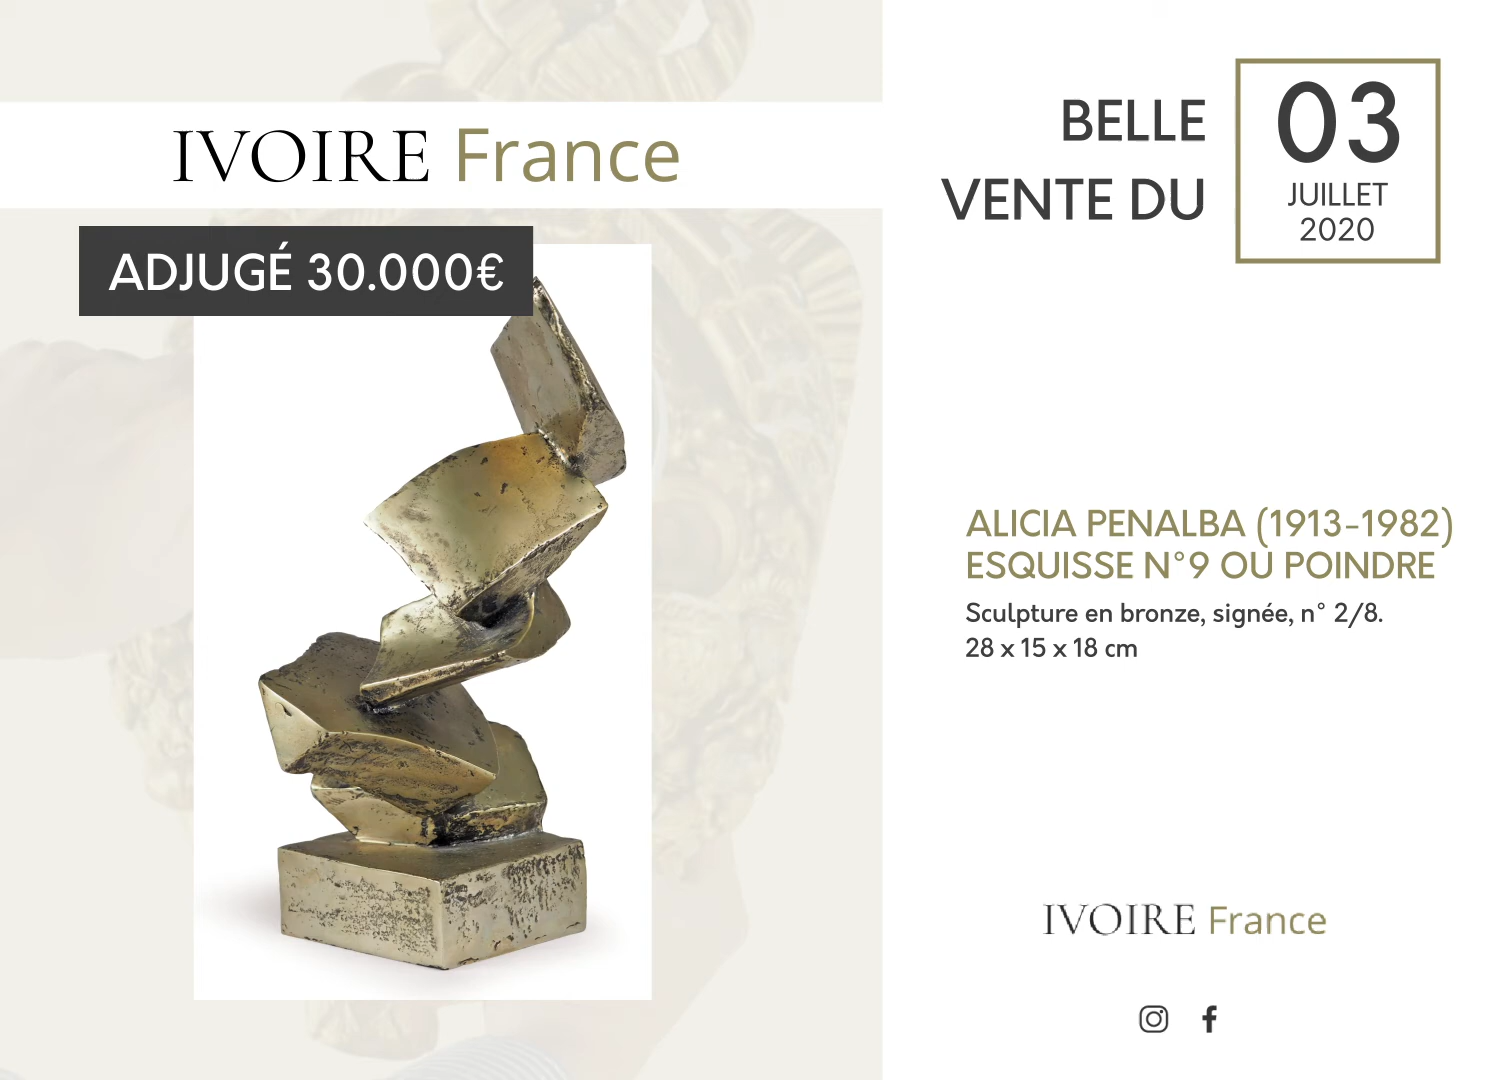 IVOIRE France
ADJUGÉ 30.000€
BELLE
VENTE DU
03
JUILLET
2020
ALICIA PENALBA (1913-1982)
ESQUISSE N°9 OU POINDRE
Sculpture en bronze, signée, n° 2/8.
28 x 15 x 18 cm
IVOIRE France